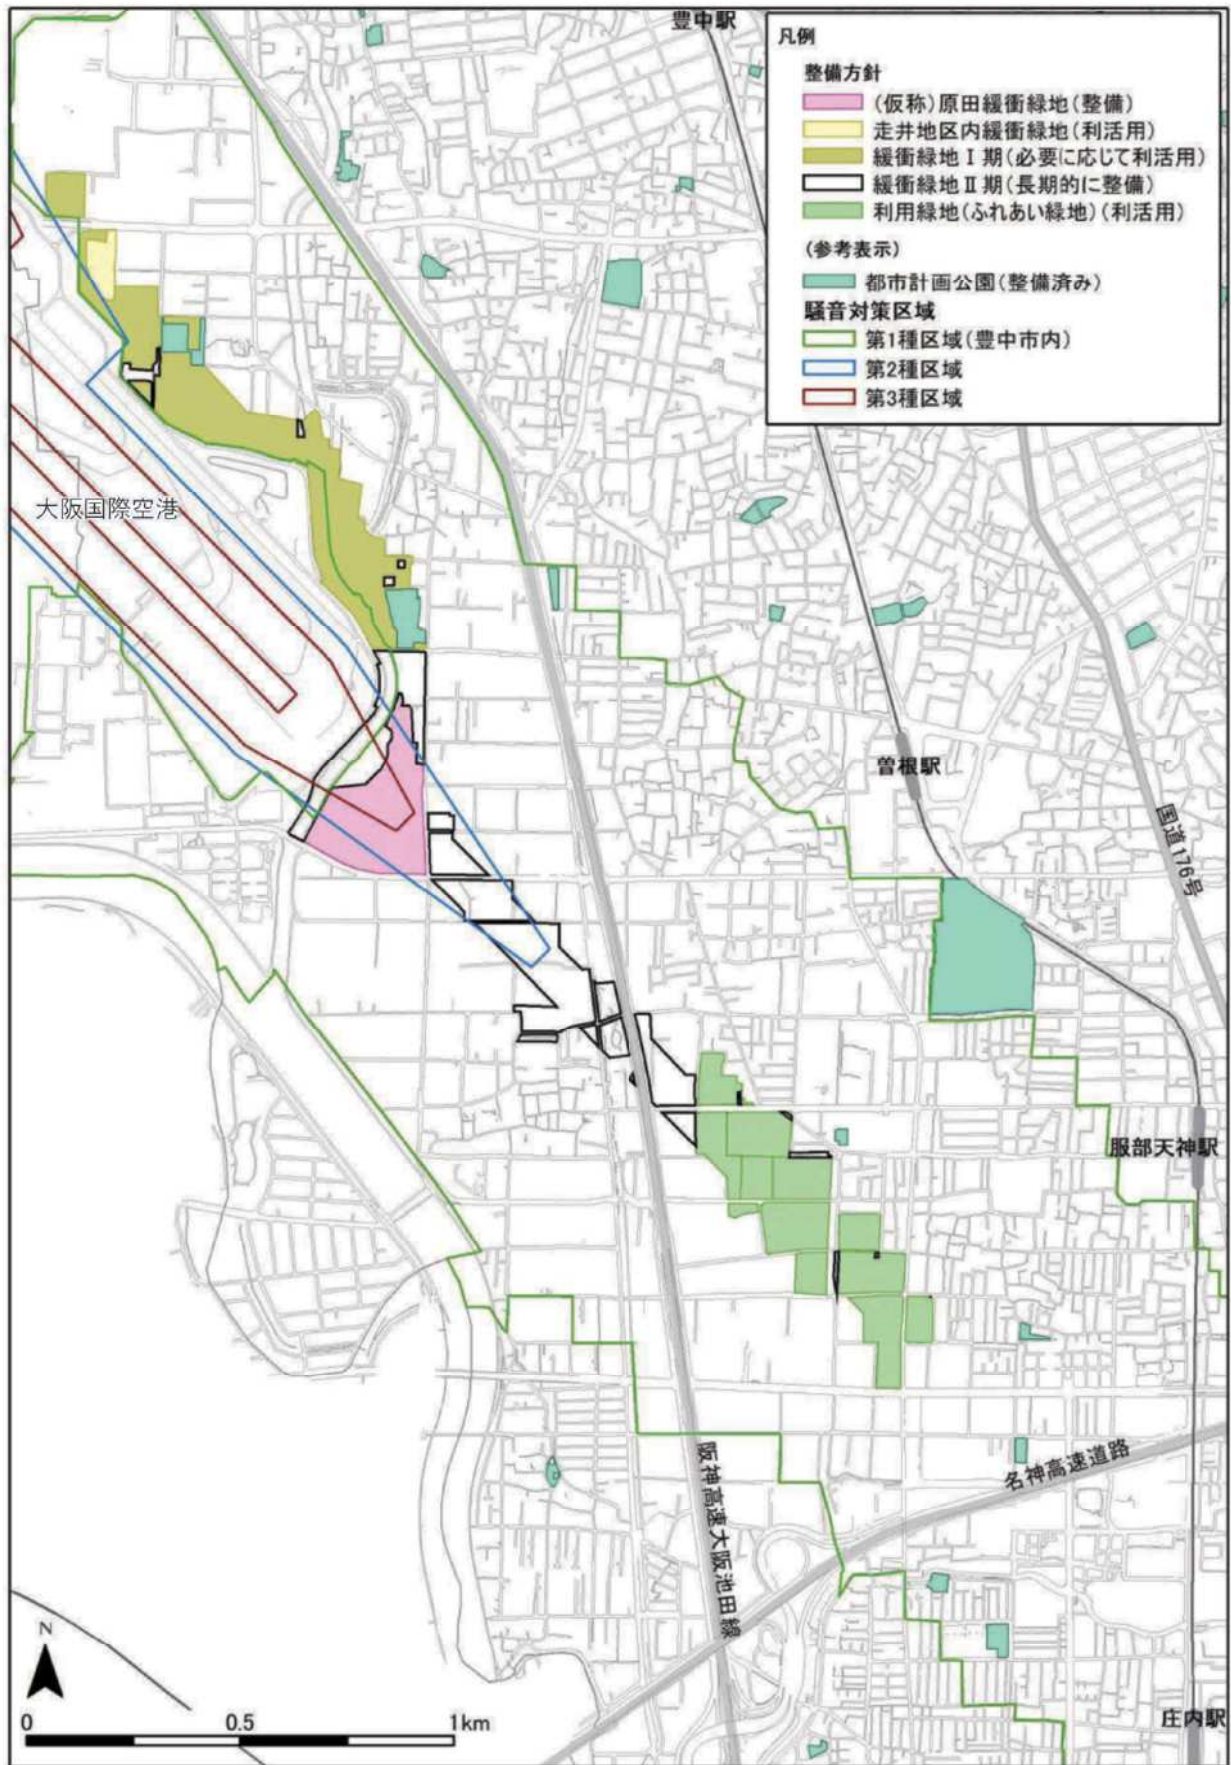 豊中駅
凡例
整備方針
(仮称)原田緩衝緑地(整備)
走井地区内緩衝緑地(利活用)
緩衝緑地Ⅰ期(必要に応じて利活用)
緩衝緑地Ⅱ期(長期的に整備)
利用緑地(ふれあい緑地)(利活用)
(参考表示)
都市計画公園(整備済み)
騒音対策区域
第1種区域(豊中市内)
第2種区域
第3種区域
大阪国際空港
曽根駅
国道176号
服部天神駅
名神高速道路
阪神高速大阪池田線
庄内駅
N
0 0.5 1km